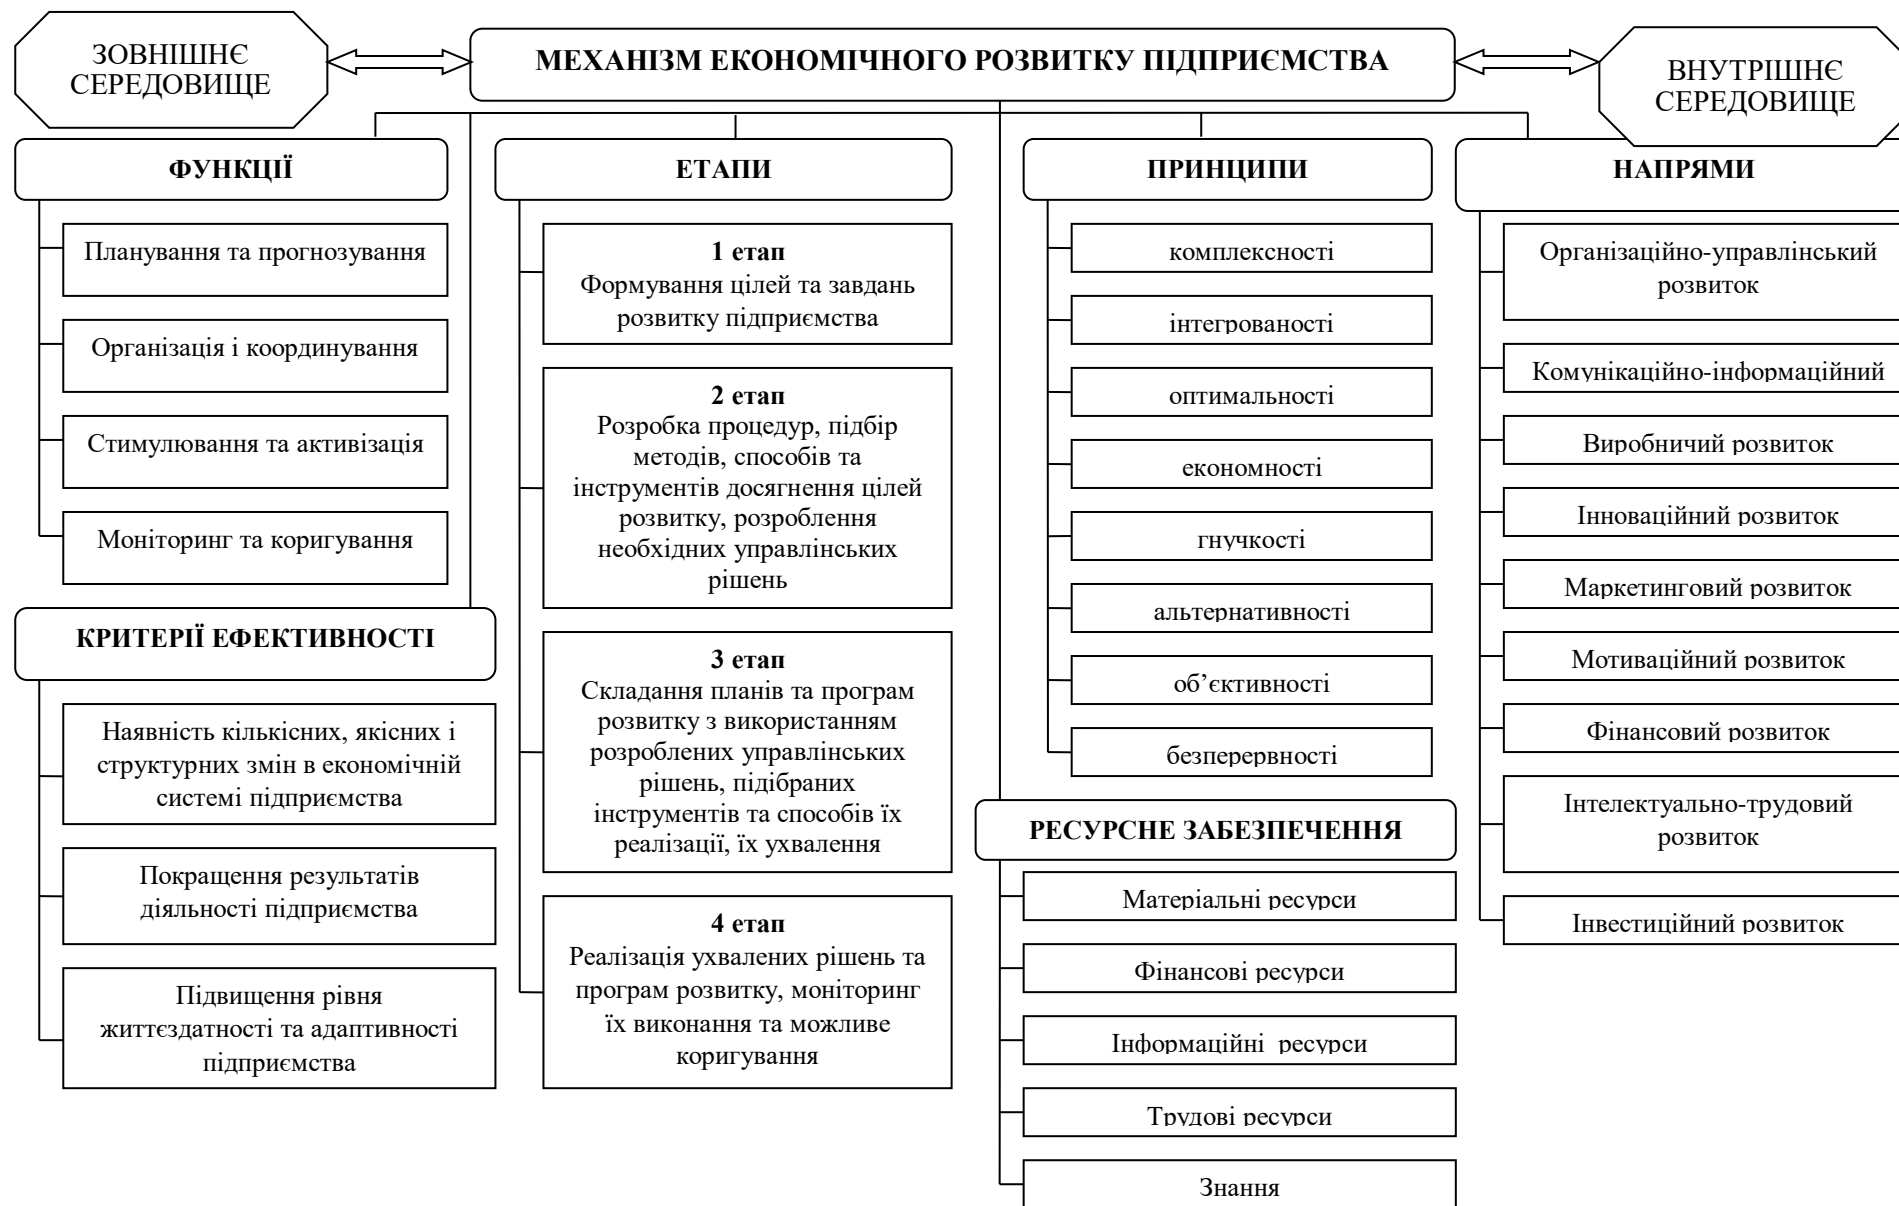 ЗОВНІШНЄ
СЕРЕДОВИЩЕ
МЕХАНІЗМ ЕКОНОМІЧНОГО РОЗВИТКУ ПІДПРИЄМСТВА
ВНУТРІШНЄ
СЕРЕДОВИЩЕ
ФУНКЦІЇ
Планування та прогнозування
Організація і координування
Стимулювання та активізація
Моніторинг та коригування
КРИТЕРІЇ ЕФЕКТИВНОСТІ
Наявність кількісних, якісних і
структурних змін в економічній
системі підприємства
Покращення результатів
діяльності підприємства
Підвищення рівня
життєздатності та адаптивності
підприємства
ЕТАПИ
1 етап
Формування цілей та завдань
розвитку підприємства
2 етап
Розробка процедур, підбір
методів, способів та
інструментів досягнення цілей
розвитку, розроблення
необхідних управлінських
рішень
3 етап
Складання планів та програм
розвитку з використанням
розроблених управлінських
рішень, підібраних
інструментів та способів їх
реалізації, їх ухвалення
4 етап
Реалізація ухвалених рішень та
програм розвитку, моніторинг
їх виконання та можливе
коригування
ПРИНЦИПИ
комплексності
інтегрованості
оптимальності
економності
гнучкості
альтернативності
об’єктивності
безперервності
РЕСУРСНЕ ЗАБЕЗПЕЧЕННЯ
Матеріальні ресурси
Фінансові ресурси
Інформаційні ресурси
Трудові ресурси
Знання
НАПРЯМИ
Організаційно-управлінський
розвиток
Комунікаційно-інформаційний
Виробничий розвиток
Інноваційний розвиток
Маркетинговий розвиток
Мотиваційний розвиток
Фінансовий розвиток
Інтелектуально-трудовий
розвиток
Інвестиційний розвиток